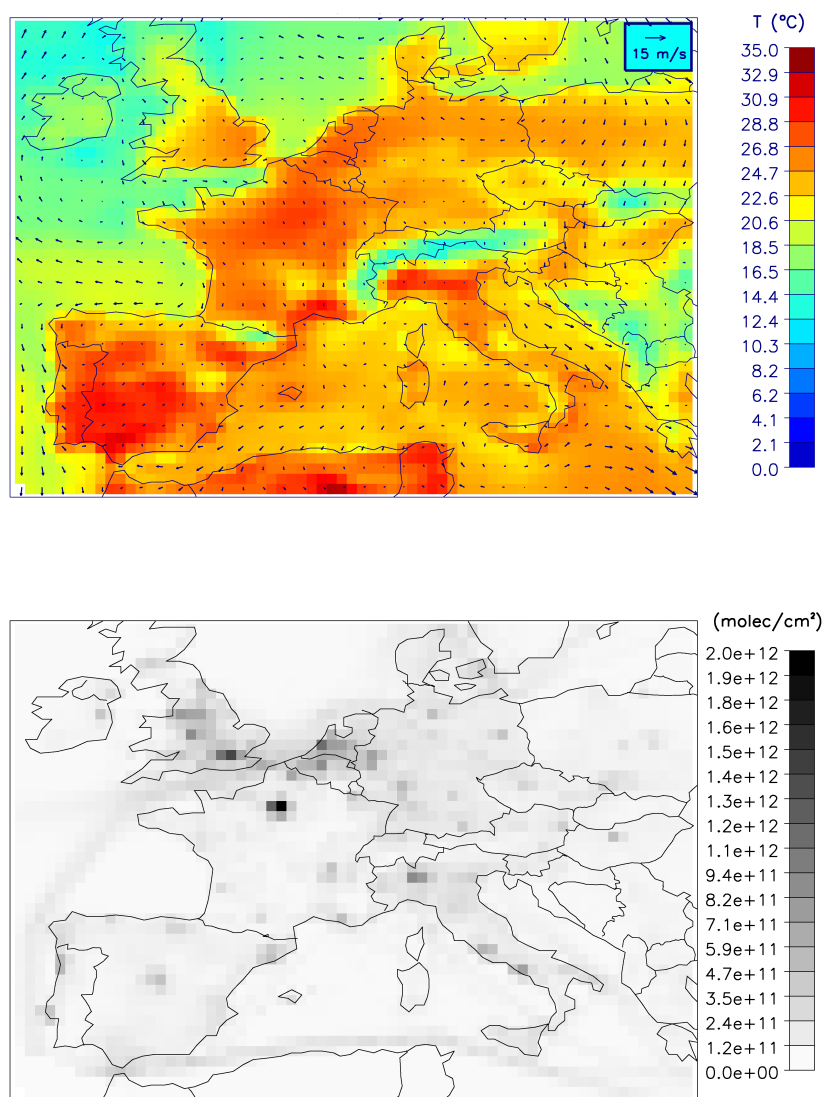 T (°C)
15 m/s
35.0
32.9
30.9
28.8
26.8
24.7
22.6
20.6
18.5
16.5
14.4
12.4
10.3
8.2
6.2
4.1
2.1
0.0
(molec/cm²)
2.0e+12
1.9e+12
1.8e+12
1.6e+12
1.5e+12
1.4e+12
1.3e+12
1.2e+12
1.1e+12
9.4e+11
8.2e+11
7.1e+11
5.9e+11
4.7e+11
3.5e+11
2.4e+11
1.2e+11
0.0e+00